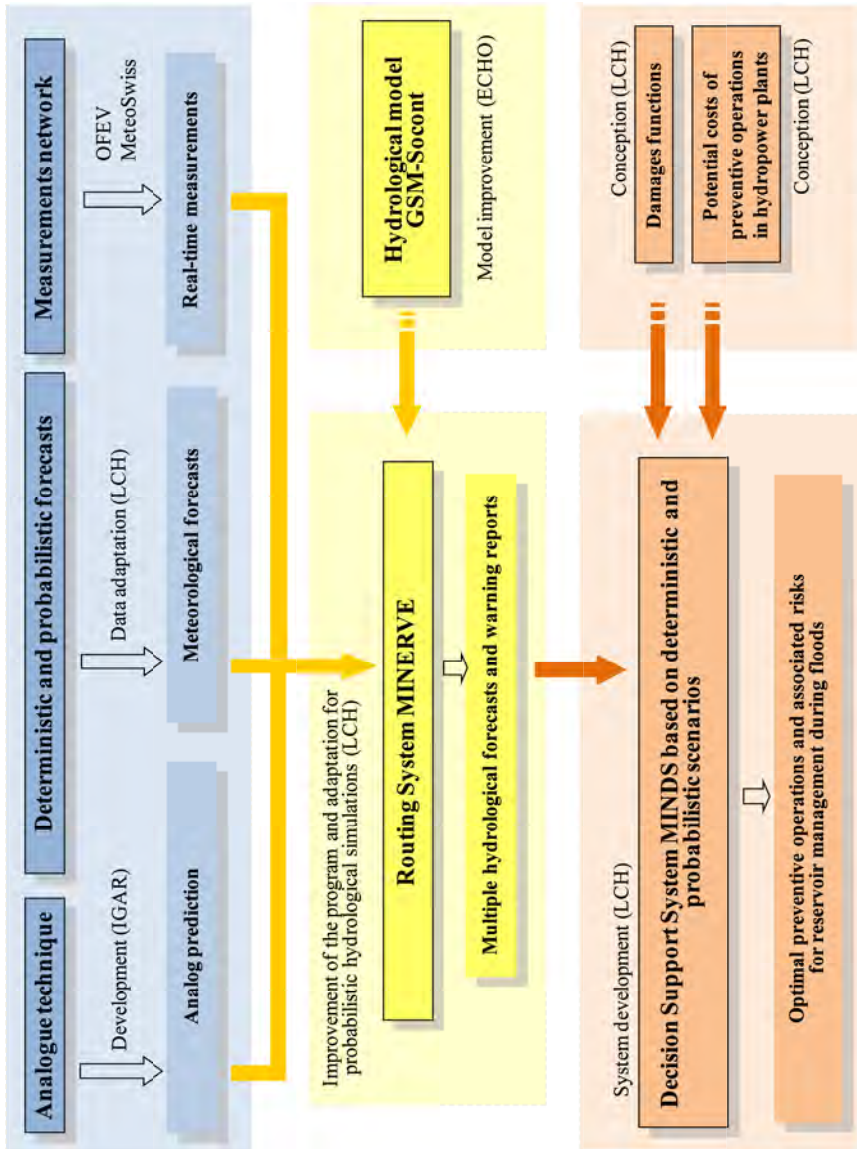 Analogue technique
Deterministic and probabilistic forecasts
Measurements network
Development (IGAR)
Data adaptation (LCH)
OFEV
MeteoSwiss
Analog prediction
Meteorological forecasts
Real-time measurements
Improvement of the program and adaptation for
probabilistic hydrological simulations (LCH)
Routing System MINERVE
Multiple hydrological forecasts and warning reports
Hydrological model
GSM-Socont
Model improvement (ECHO)
System development (LCH)
Decision Support System MINDS based on deterministic and
probabilistic scenarios
Optimal preventive operations and associated risks
for reservoir management during floods
Conception (LCH)
Damages functions
Potential costs of
preventive operations
in hydropower plants
Conception (LCH)